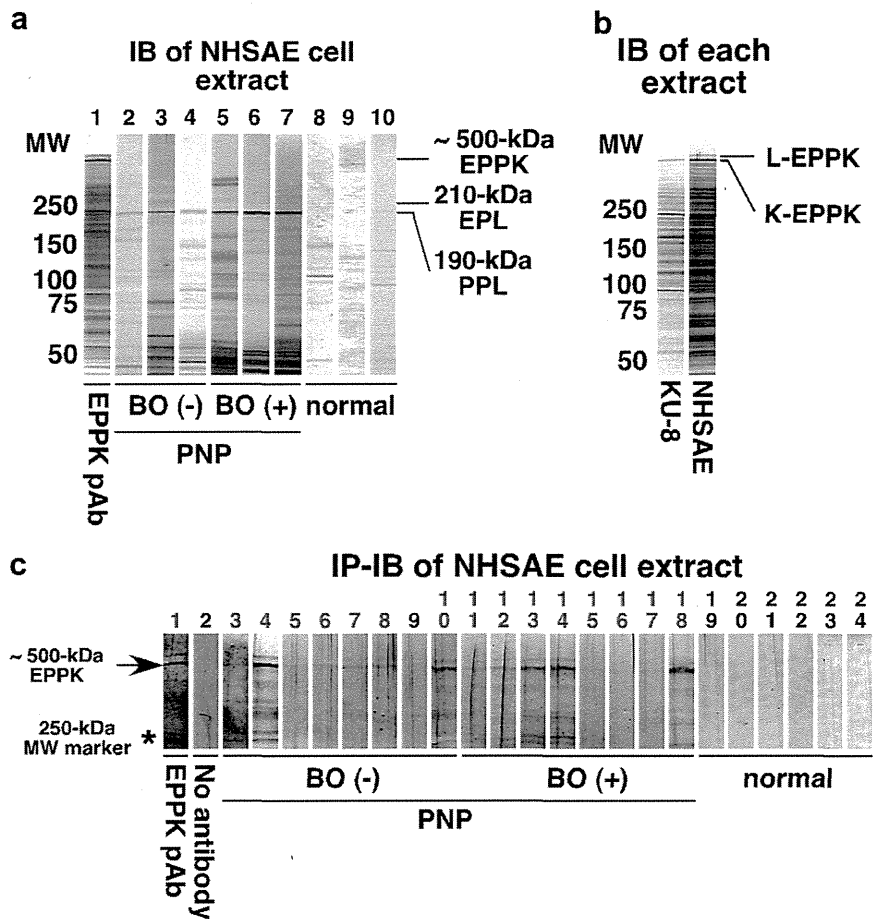 a
IB of NHSAE cell
extract
1 2 3 4 5 6 7 8 9 10
MW
250
150
100
75
50
~ 500-kDa
EPPK
210-kDa
EPL
190-kDa
PPL
EPPK pAb
BO (-) BO (+) normal
PNP
b
IB of each
extract
MW
250
150
100
75
50
L-EPPK
K-EPPK
KU-8
NHSAE
c
IP-IB of NHSAE cell extract
1 2 3 4 5 6 7 8 9 10 11 12 13 14 15 16 17 18 19 20 21 22 23 24
~ 500-kDa
EPPK
250-kDa
MW marker *
EPPK pAb
No antibody
BO (-) BO (+) normal
PNP